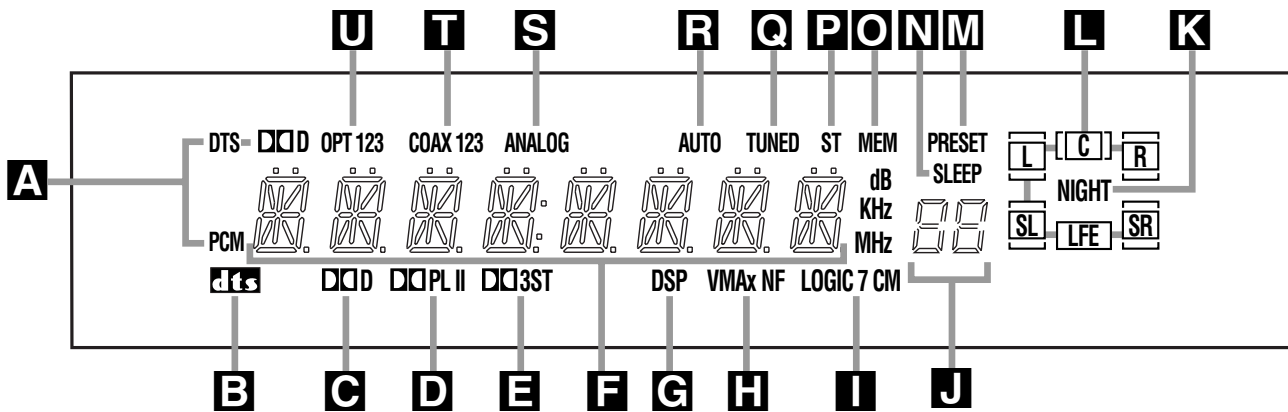 U T S R Q P O N M L K
DTS DD D OPT 123 COAX 123 ANALOG AUTO TUNED ST MEM PRESET L C R
A SLEEP
dB
KHz NIGHT
PCM MHz SL LFE SR
dts DD D DD PL II DD 3ST DSP VMAx NF LOGIC 7 CM
B C D E F G H I J